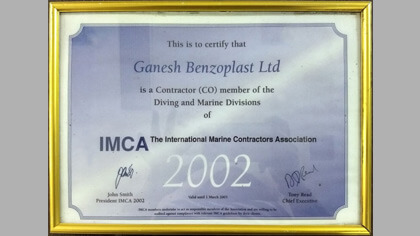 This is to certify that
Ganesh Benzoplast Ltd
is a Contractor (CO) member of the
Diving and Marine Divisions
of
IMCA The International Marine Contractors Association
2002
John Smith
President IMCA 2002
Valid until 1 March 2003
Chief Executive